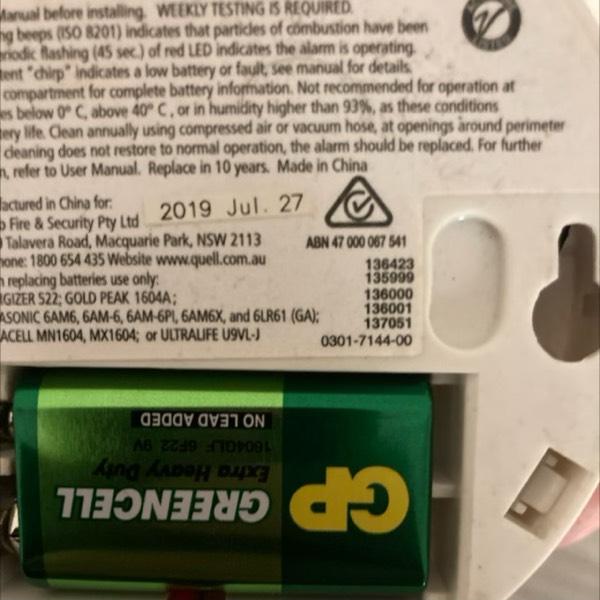 Manual before installing. WEEKLY TESTING IS REQUIRED.
ng beeps (ISO 8201) indicates that particles of combustion have been
riodic flashing (45 sec.) of red LED indicates the alarm is operating.
tent "chirp" indicates a low battery or fault, see manual for details.
compartment for complete battery information. Not recommended for operation at
es below 0° C, above 40° C, or in humidity higher than 93%, as these conditions
ery life. Clean annually using compressed air or vacuum hose, at openings around perimeter
cleaning does not restore to normal operation, the alarm should be replaced. For further
n, refer to User Manual. Replace in 10 years. Made in China
factured in China for:
2019 Jul. 27
b Fire & Security Pty Ltd
Talavera Road, Macquarie Park, NSW 2113
ABN 47 000 067 541
hone: 1800 654 435 Website www.quell.com.au
136423
n replacing batteries use only:
135999
RGIZER 522; GOLD PEAK 1604A;
136000
ASONIC 6AM6, 6AM-6, 6AM-6PI, 6AM6X, and 6LR61 (GA);
136001
137051
ACELL MN1604, MX1604; or ULTRALIFE U9VL-J
0301-7144-00
GP
GREENCELL
Extra Heavy Duty
1604GLF 6F22 9V
NO LEAD ADDED